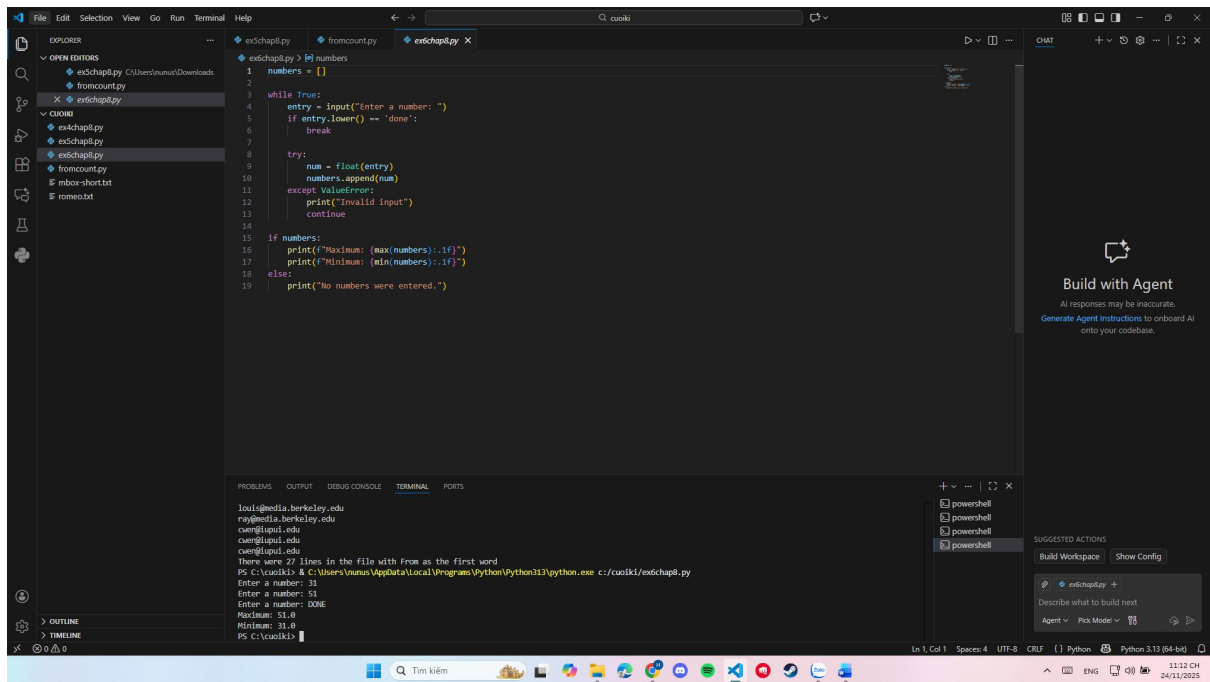 File Edit Selection View Go Run Terminal Help
cuoiki
EXPLORER
OPEN EDITORS
ex5chap8.py C:\Users\nunus\Downloads
fromcount.py
ex6chap8.py
CUOIKI
ex4chap8.py
ex5chap8.py
ex6chap8.py
fromcount.py
mbox-short.txt
romeo.txt
OUTLINE
TIMELINE
ex5chap8.py fromcount.py ex6chap8.py
ex6chap8.py > numbers
1 numbers = []
2
3 while True:
4 entry = input("Enter a number: ")
5 if entry.lower() == 'done':
6 break
7
8 try:
9 num = float(entry)
10 numbers.append(num)
11 except ValueError:
12 print("Invalid input")
13 continue
14
15 if numbers:
16 print(f"Maximum: {max(numbers):.1f}")
17 print(f"Minimum: {min(numbers):.1f}")
18 else:
19 print("No numbers were entered.")
PROBLEMS OUTPUT DEBUG CONSOLE TERMINAL PORTS
louis@media.berkeley.edu
ray@media.berkeley.edu
cwen@iupui.edu
cwen@iupui.edu
cwen@iupui.edu
There were 27 lines in the file with From as the first word
PS C:\cuoiki> & C:\Users\nunus\AppData\Local\Programs\Python\Python313\python.exe c:/cuoiki/ex6chap8.py
Enter a number: 31
Enter a number: 51
Enter a number: DONE
Maximum: 51.0
Minimum: 31.0
PS C:\cuoiki>
powershell
powershell
powershell
powershell
CHAT
Build with Agent
AI responses may be inaccurate.
Generate Agent Instructions to onboard AI
onto your codebase.
SUGGESTED ACTIONS
Build Workspace Show Config
ex6chap8.py
Describe what to build next
Agent Pick Model
0 0 Ln 1, Col 1 Spaces: 4 UTF-8 CRLF {} Python Python 3.13 (64-bit)
Tìm kiếm
ENG
11:12 CH
24/11/2025